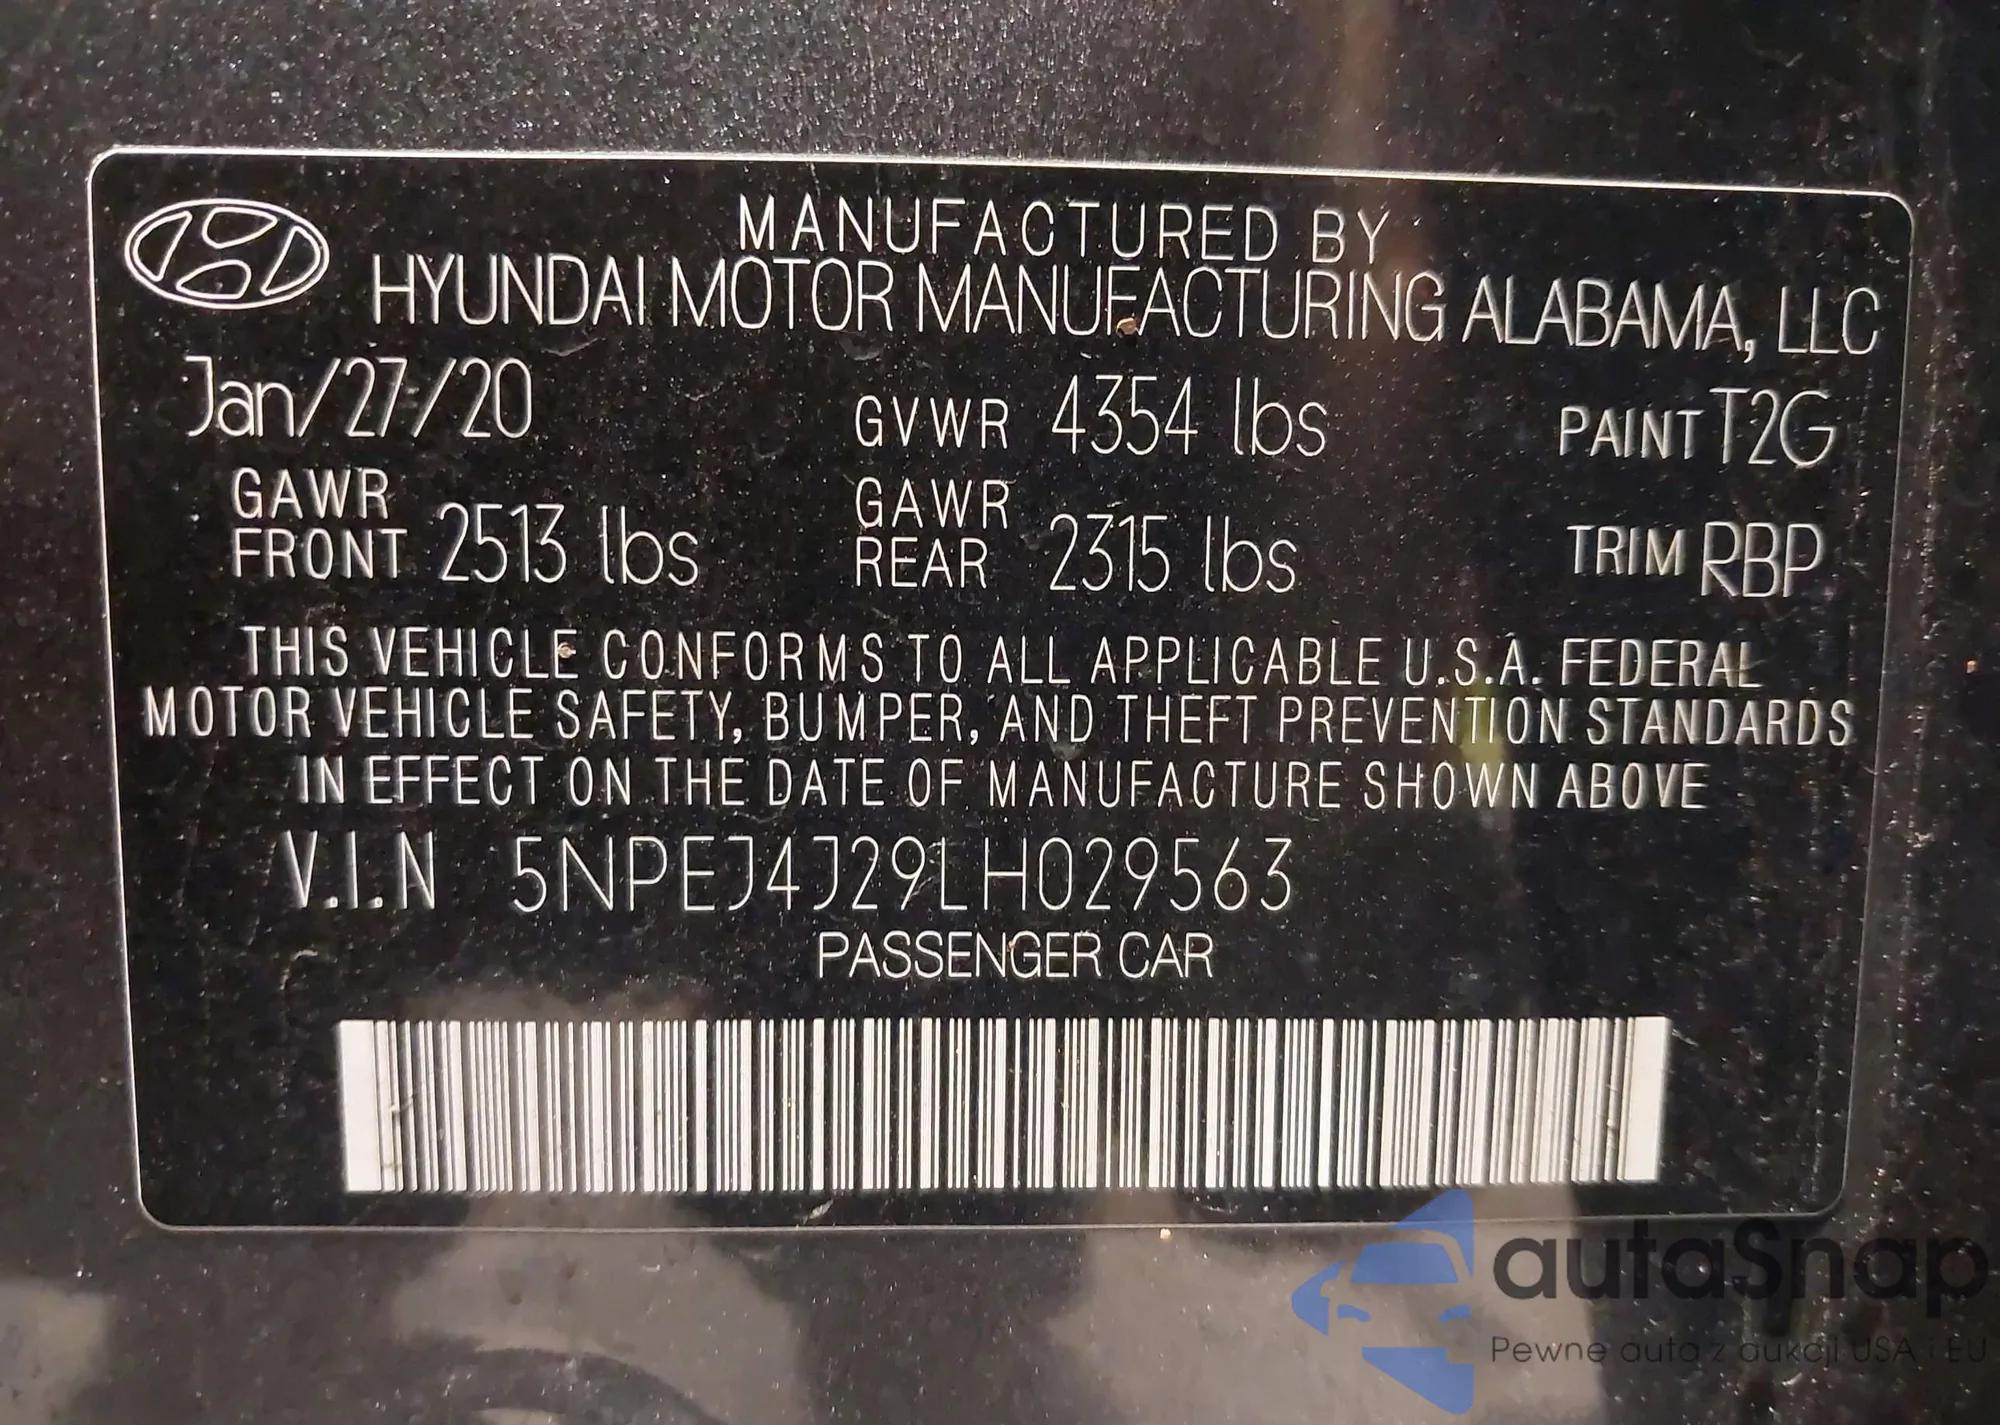 MANUFACTURED BY
HYUNDAI MOTOR MANUFACTURING ALABAMA, LLC
Jan/27/20 GVWR 4354 lbs PAINT T2G
GAWR FRONT 2513 lbs GAWR REAR 2315 lbs TRIM RBP
THIS VEHICLE CONFORMS TO ALL APPLICABLE U.S.A. FEDERAL
MOTOR VEHICLE SAFETY, BUMPER, AND THEFT PREVENTION STANDARDS
IN EFFECT ON THE DATE OF MANUFACTURE SHOWN ABOVE
V.I.N 5NPEJ4J29LH029563
PASSENGER CAR
autaSnap
Pewne auta z aukcji USA i EU